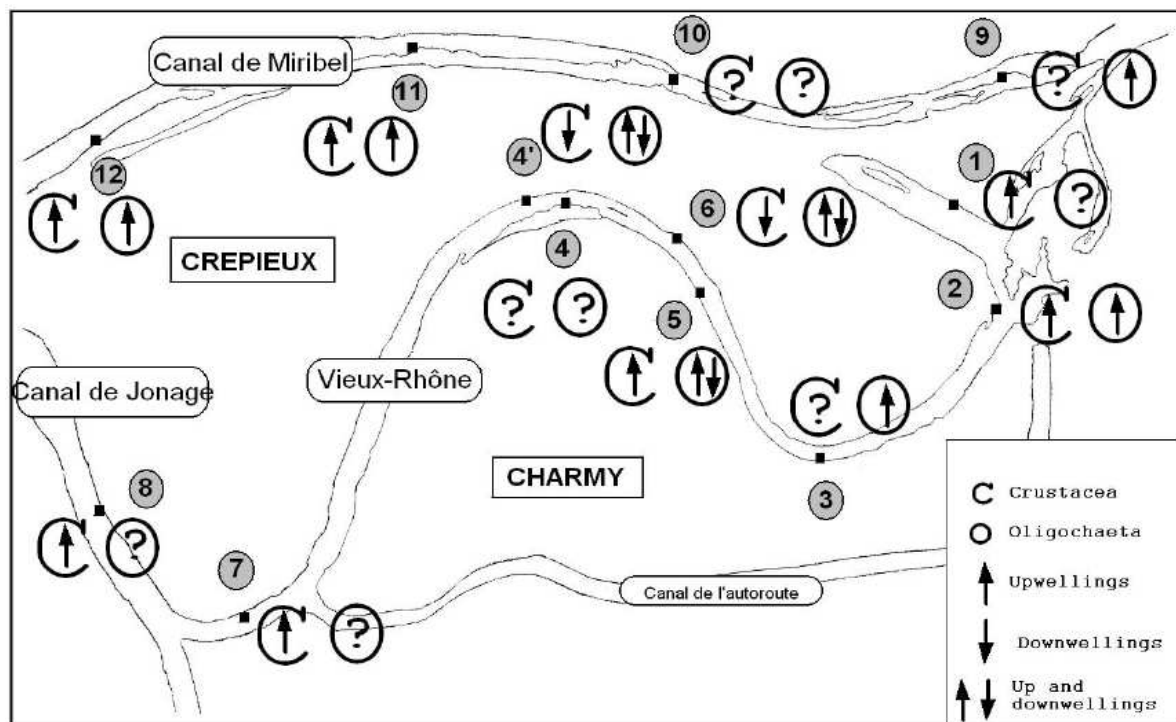 10
9
Canal de Miribel
? ? ? 
11
4'
1
12
6
?
CREPIEUX
4
2
? ?
5
Canal de Jonage
Vieux-Rhône
?
CHARMY
8
3
C Crustacea
O Oligochaeta
?
Upwellings
7
Canal de l'autoroute
?
Downwellings
Up and
downwellings